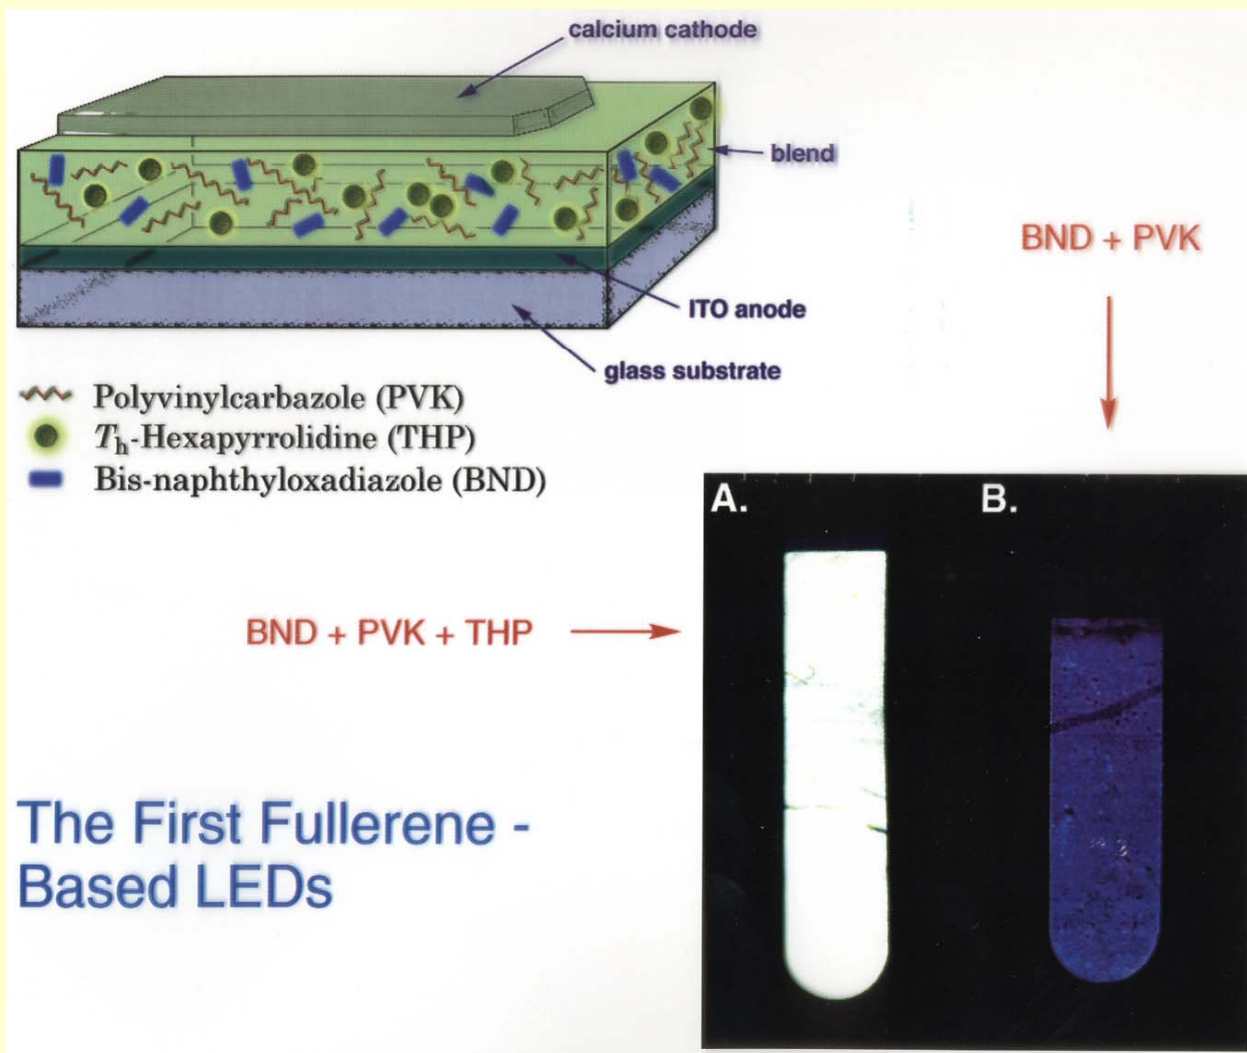 calcium cathode
blend
BND + PVK
ITO anode
glass substrate
Polyvinylcarbazole (PVK)
Th-Hexapyrrolidine (THP)
Bis-naphthyloxadiazole (BND)
A.
B.
BND + PVK + THP
The First Fullerene -
Based LEDs